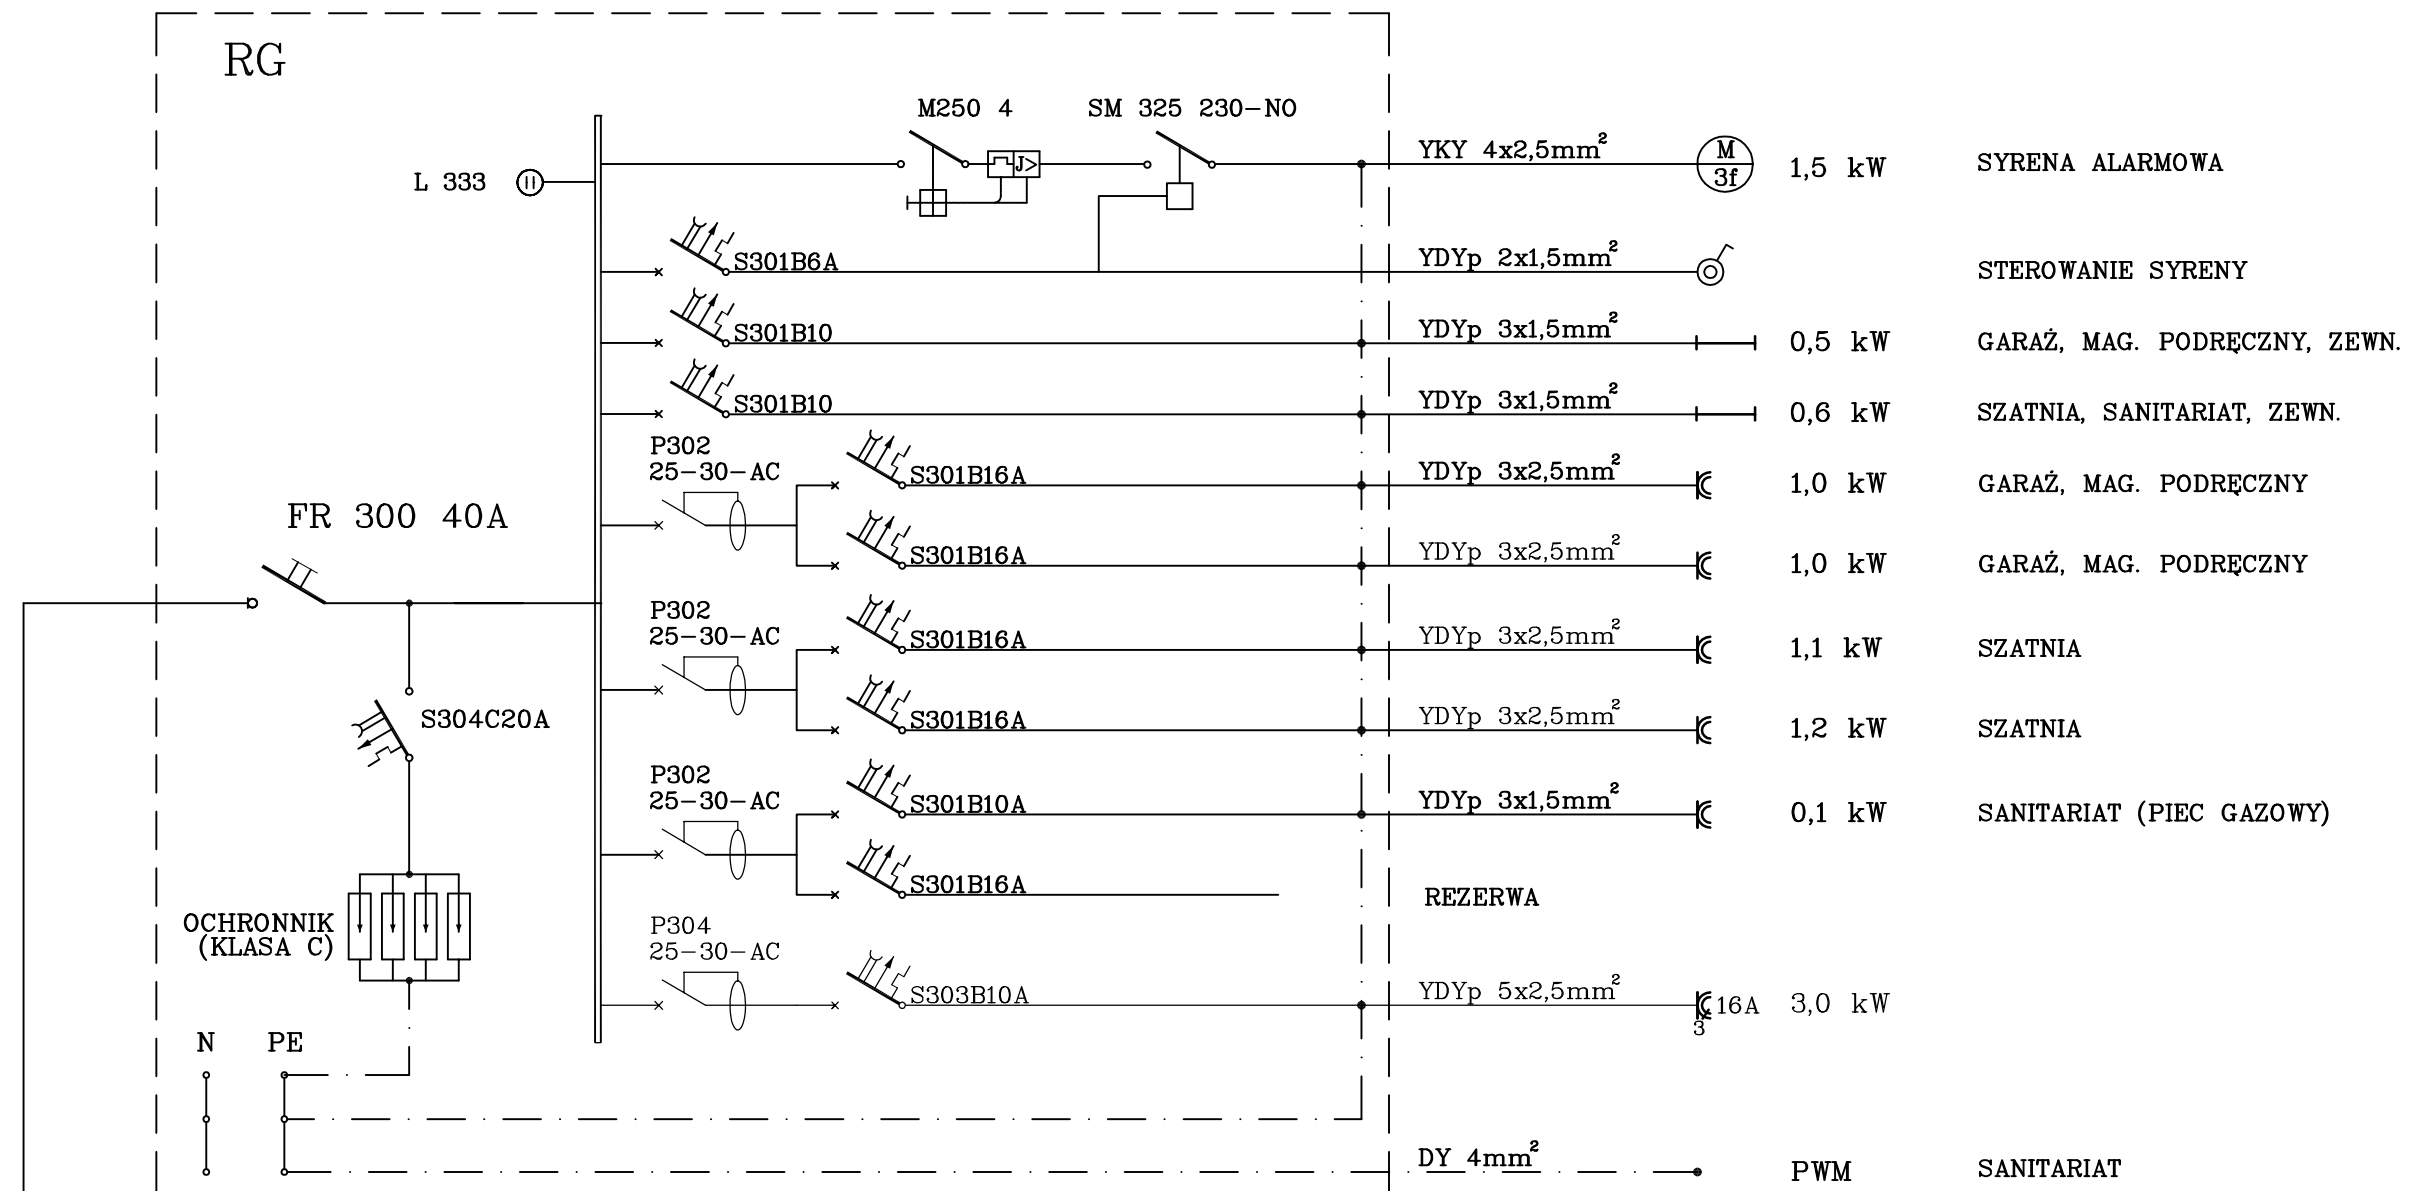 RG
M250 4
SM 325 230-NO
J>
YKY 4x2,5mm²
M
3f
1,5 kW
SYRENA ALARMOWA
L 333
S301B6A
YDYp 2x1,5mm²
STEROWANIE SYRENY
S301B10
YDYp 3x1,5mm²
0,5 kW
GARAŻ, MAG. PODRĘCZNY, ZEWN.
S301B10
YDYp 3x1,5mm²
0,6 kW
SZATNIA, SANITARIAT, ZEWN.
P302
25-30-AC
S301B16A
YDYp 3x2,5mm²
1,0 kW
GARAŻ, MAG. PODRĘCZNY
FR 300 40A
S301B16A
YDYp 3x2,5mm²
1,0 kW
GARAŻ, MAG. PODRĘCZNY
P302
25-30-AC
S301B16A
YDYp 3x2,5mm²
1,1 kW
SZATNIA
S304C20A
S301B16A
YDYp 3x2,5mm²
1,2 kW
SZATNIA
P302
25-30-AC
S301B10A
YDYp 3x1,5mm²
0,1 kW
SANITARIAT (PIEC GAZOWY)
S301B16A
REZERWA
OCHRONNIK
(KLASA C)
P304
25-30-AC
S303B10A
YDYp 5x2,5mm²
16A
3
3,0 kW
N
PE
DY 4mm²
PWM
SANITARIAT